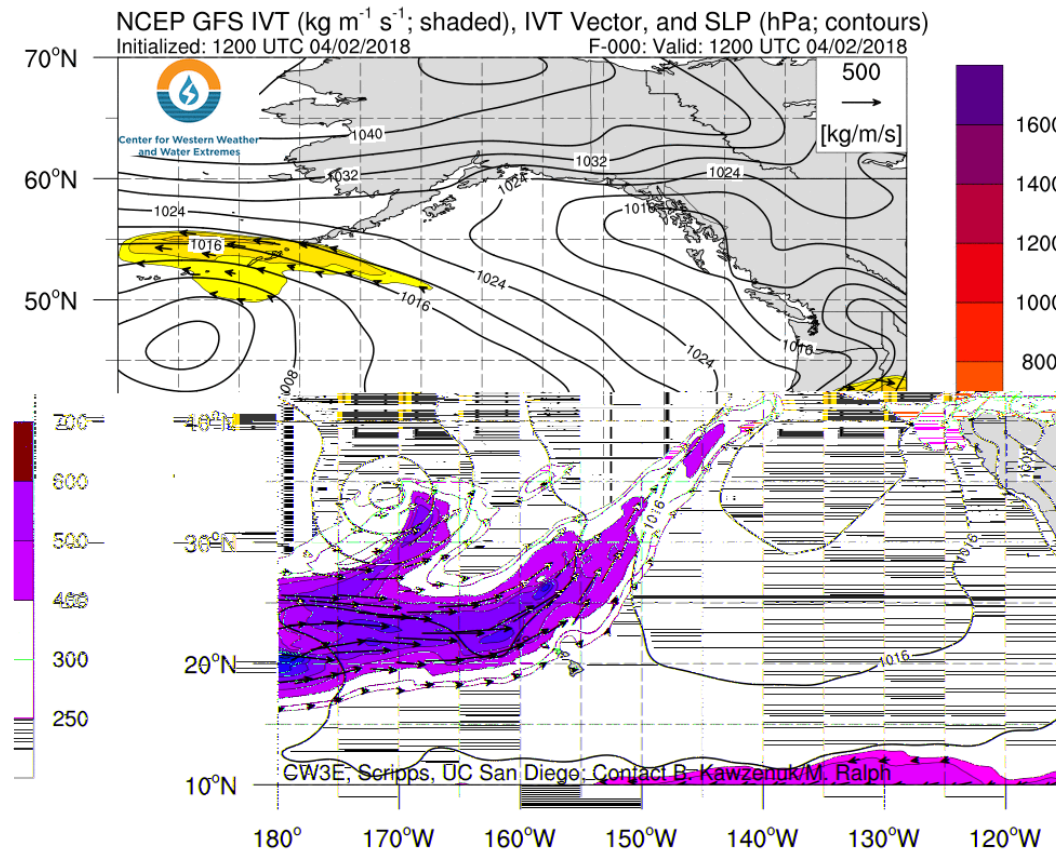 NCEP GFS IVT (kg m-1 s-1; shaded), IVT Vector, and SLP (hPa; contours)
Initialized: 1200 UTC 04/02/2018 F-000: Valid: 1200 UTC 04/02/2018
70°N
500
[kg/m/s]
Center for Western Weather
and Water Extremes
1040
1032
1032
1024
1024
1024
60°N
1016
1016
1024
1016
50°N
1024
1016
1008
1600
1400
1200
1000
800
700
600
500
300
250
30°N
20°N
10°N
1016
1016
1016
1008
CW3E, Scripps, UC San Diego; Contact B. Kawzenuk/M. Ralph
180° 170°W 160°W 150°W 140°W 130°W 120°W